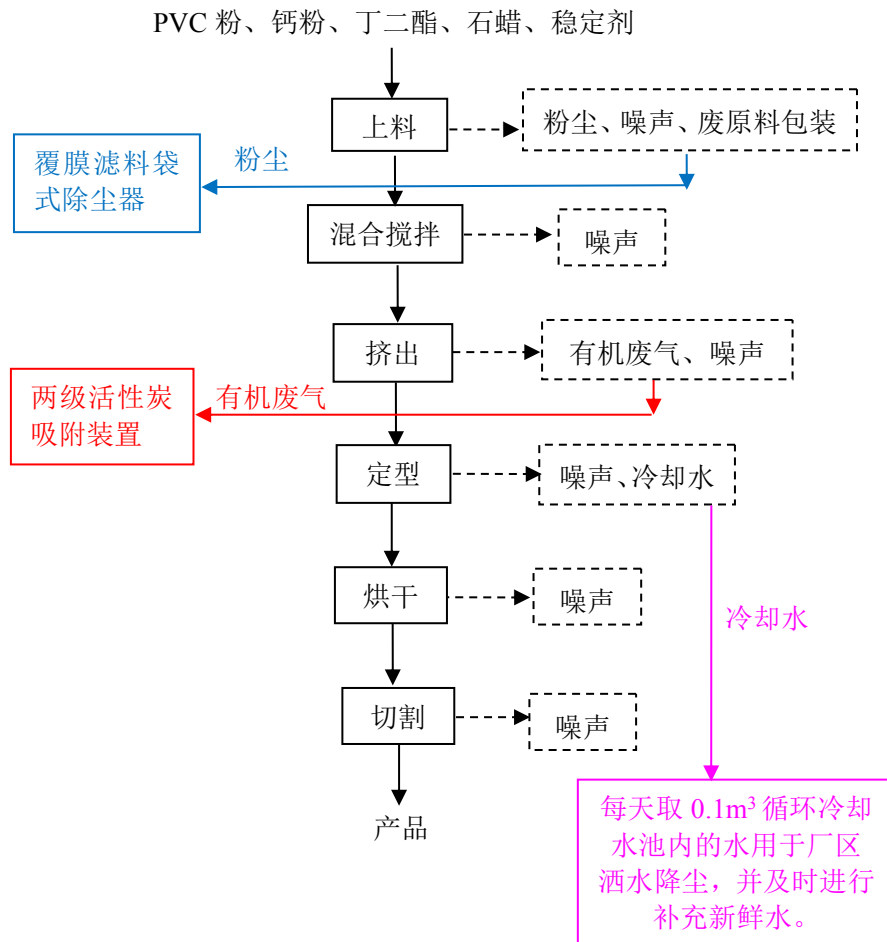 PVC 粉、钙粉、丁二酯、石蜡、稳定剂
上料
粉尘、噪声、废原料包装
覆膜滤料袋
式除尘器
粉尘
混合搅拌
噪声
挤出
有机废气、噪声
两级活性炭
吸附装置
有机废气
定型
噪声、冷却水
烘干
噪声
冷却水
切割
噪声
产品
每天取 0.1m³ 循环冷却
水池内的水用于厂区
洒水降尘，并及时进行
补充新鲜水。